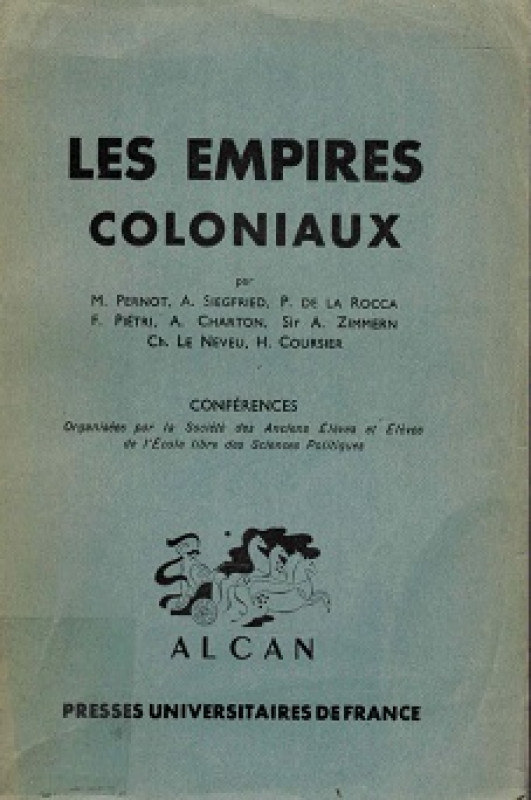 LES EMPIRES
COLONIAUX
par
M. PERNOT, A. SIEGFRIED, P. DE LA ROCCA
F. PIÉTRI, A. CHARTON, Sir A. ZIMMERN
Ch. LE NEVEU, H. COURSIER
CONFÉRENCES
Organisées par la Société des Anciens Élèves et Elèves
de l'École libre des Sciences Politiques
ALCAN
PRESSES UNIVERSITAIRES DE FRANCE